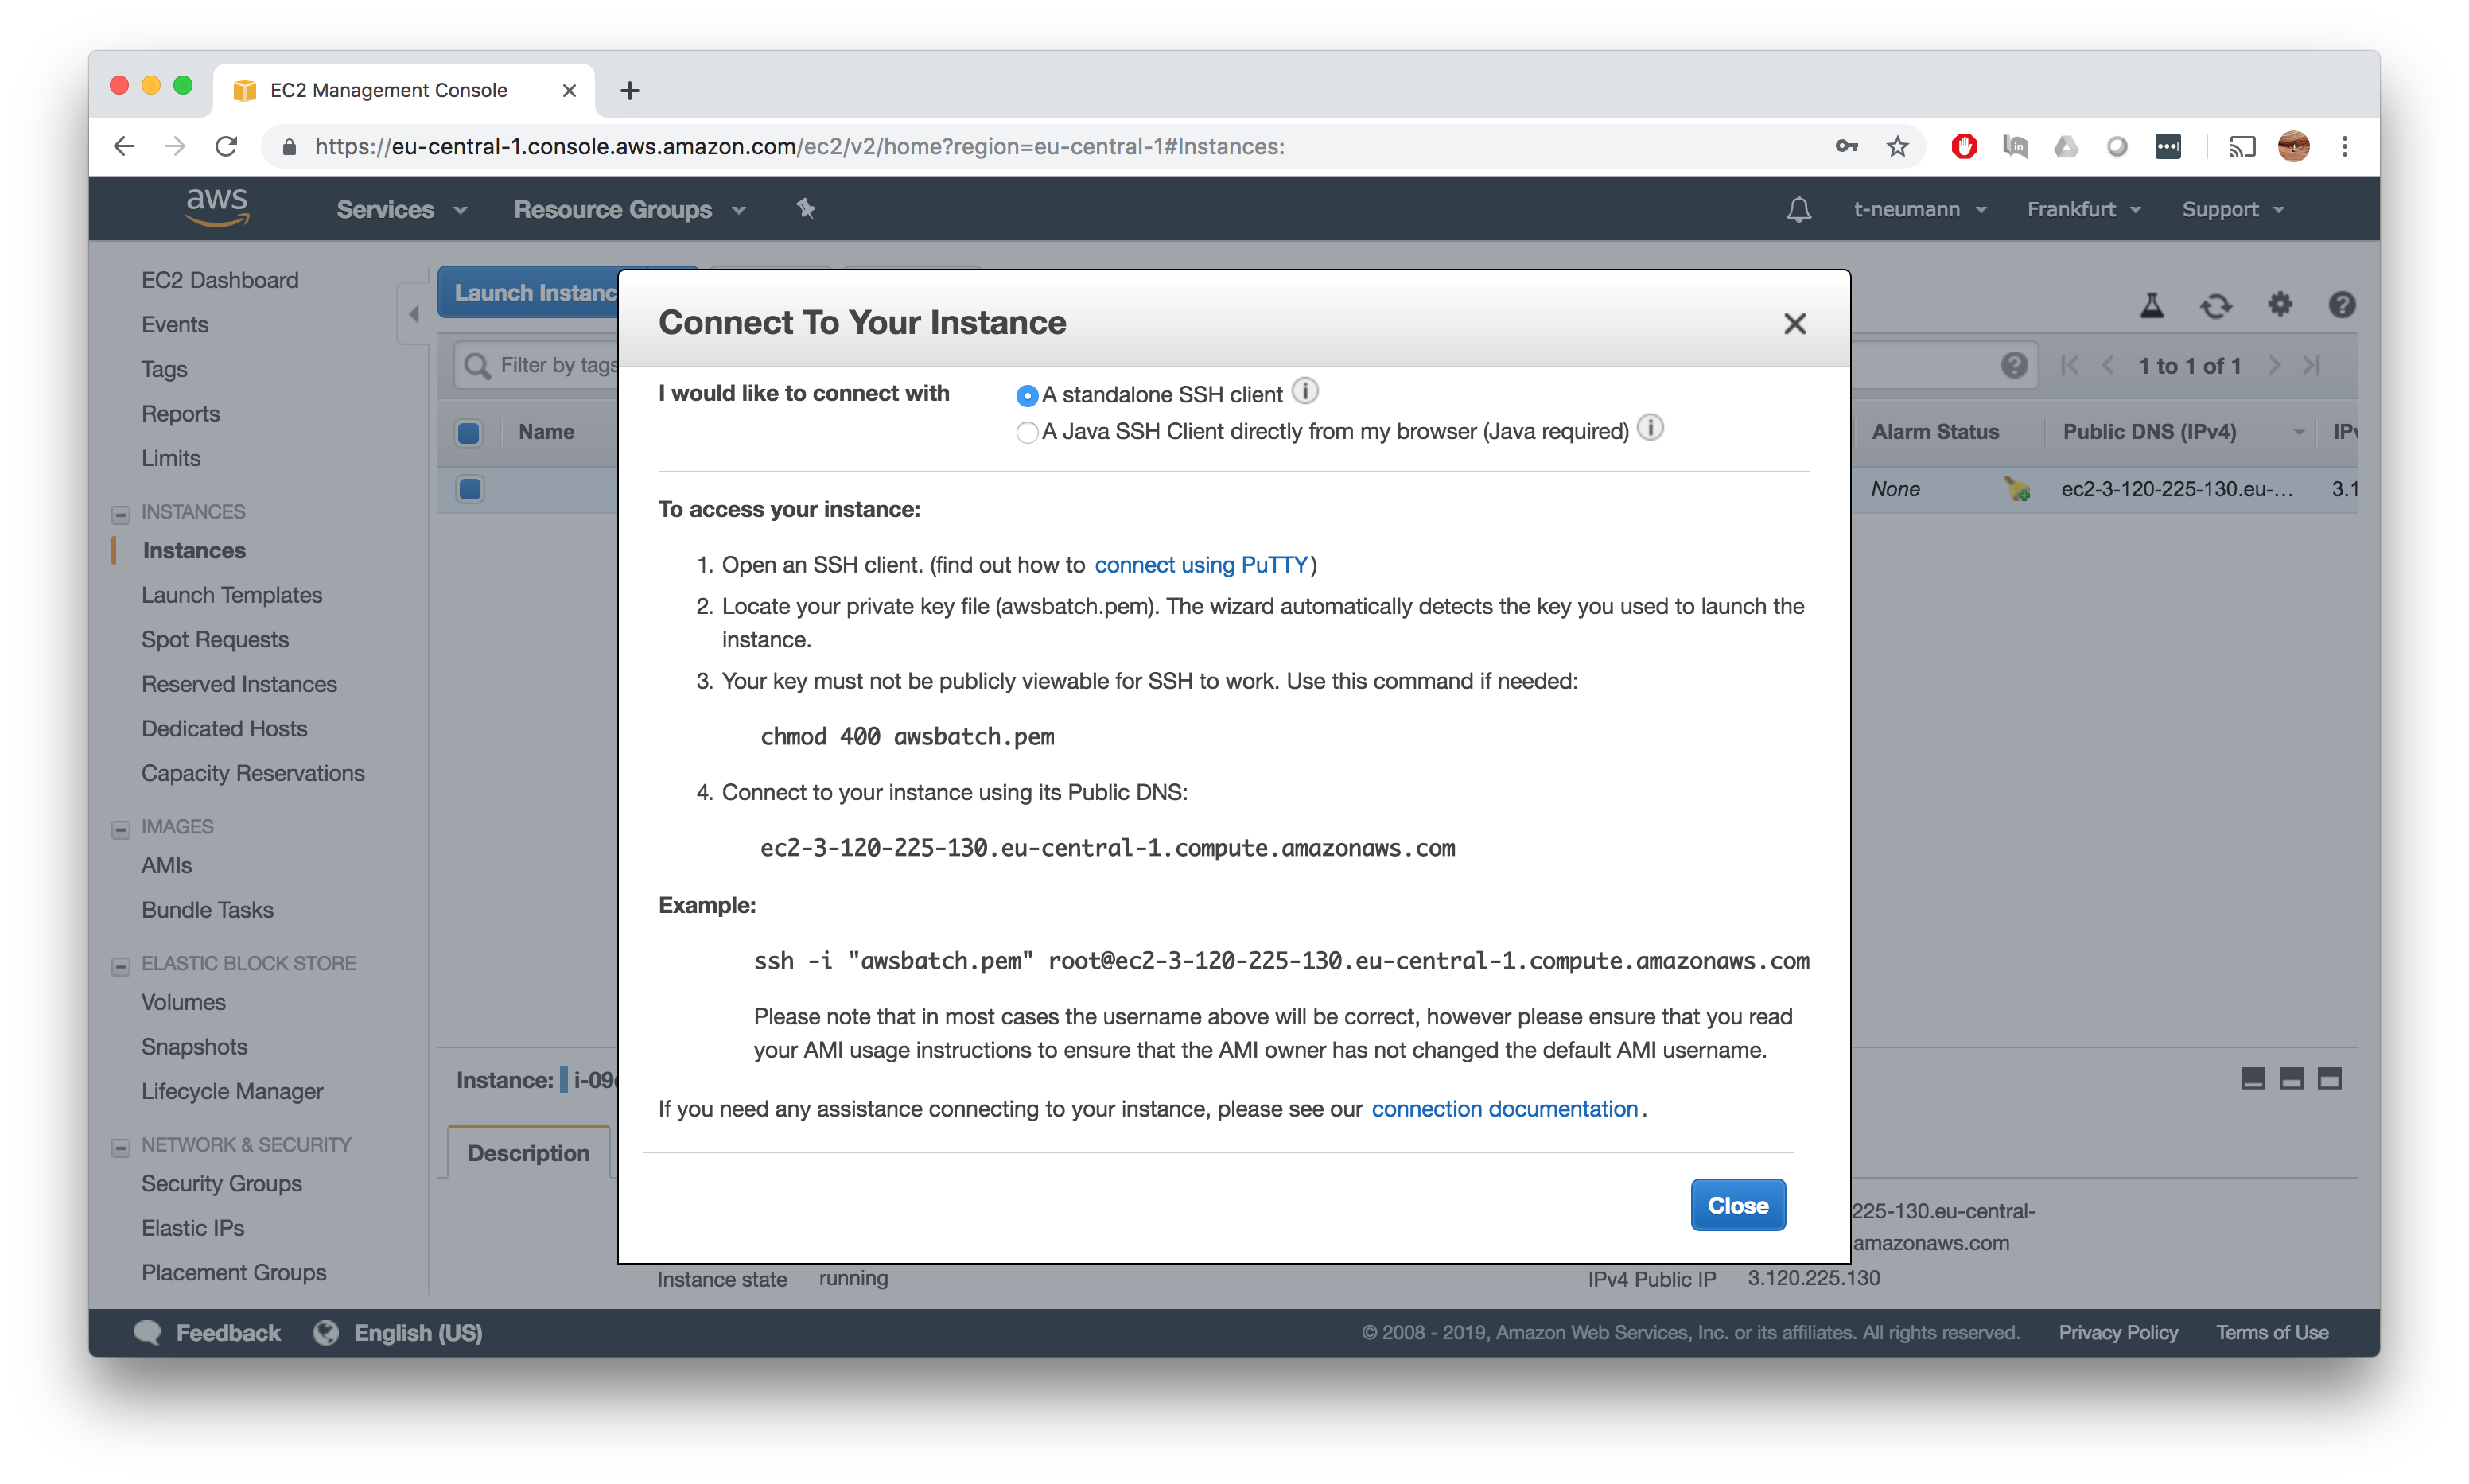 EC2 Management Console
https://eu-central-1.console.aws.amazon.com/ec2/v2/home?region=eu-central-1#Instances:
aws
Services
Resource Groups
t-neumann
Frankfurt
Support
EC2 Dashboard
Events
Tags
Reports
Limits
INSTANCES
Instances
Launch Templates
Spot Requests
Reserved Instances
Dedicated Hosts
Capacity Reservations
IMAGES
AMIs
Bundle Tasks
ELASTIC BLOCK STORE
Volumes
Snapshots
Lifecycle Manager
NETWORK & SECURITY
Security Groups
Elastic IPs
Placement Groups
Launch Instanc
Filter by tags
1 to 1 of 1
Name
Alarm Status
Public DNS (IPv4)
None
ec2-3-120-225-130.eu-...
3.1
Connect To Your Instance
I would like to connect with
A standalone SSH client
A Java SSH Client directly from my browser (Java required)
To access your instance:
1. Open an SSH client. (find out how to connect using PuTTY)
2. Locate your private key file (awsbatch.pem). The wizard automatically detects the key you used to launch the
instance.
3. Your key must not be publicly viewable for SSH to work. Use this command if needed:
chmod 400 awsbatch.pem
4. Connect to your instance using its Public DNS:
ec2-3-120-225-130.eu-central-1.compute.amazonaws.com
Example:
ssh -i "awsbatch.pem" root@ec2-3-120-225-130.eu-central-1.compute.amazonaws.com
Please note that in most cases the username above will be correct, however please ensure that you read
your AMI usage instructions to ensure that the AMI owner has not changed the default AMI username.
If you need any assistance connecting to your instance, please see our connection documentation.
Close
Instance: i-09
Description
225-130.eu-central-
amazonaws.com
Instance state running
IPv4 Public IP 3.120.225.130
Feedback
English (US)
© 2008 - 2019, Amazon Web Services, Inc. or its affiliates. All rights reserved.
Privacy Policy
Terms of Use